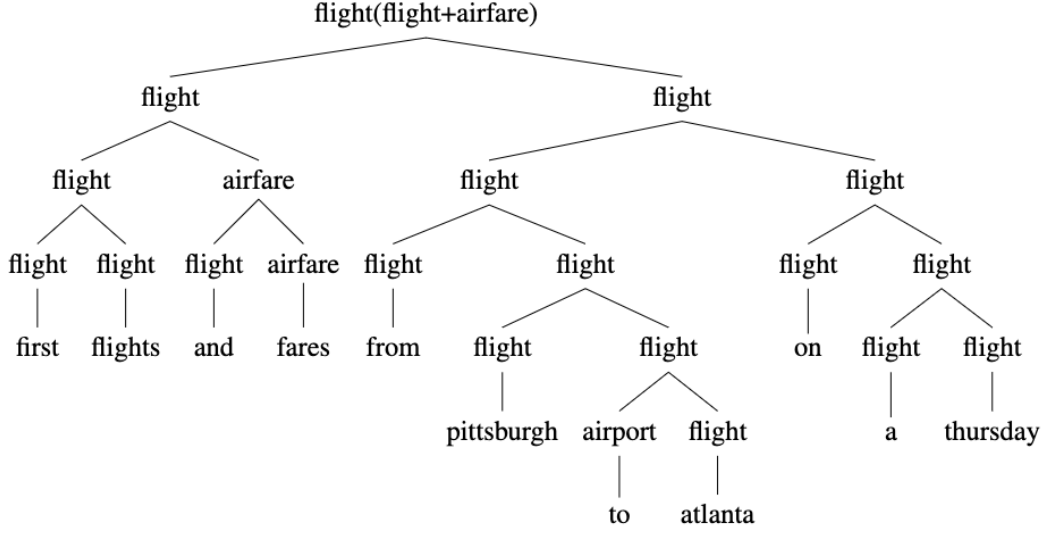 flight(flight+airfare)
flight flight
flight airfare flight flight
flight flight flight airfare flight flight flight flight
first flights and fares from flight flight on flight flight
pittsburgh airport flight a thursday
to atlanta